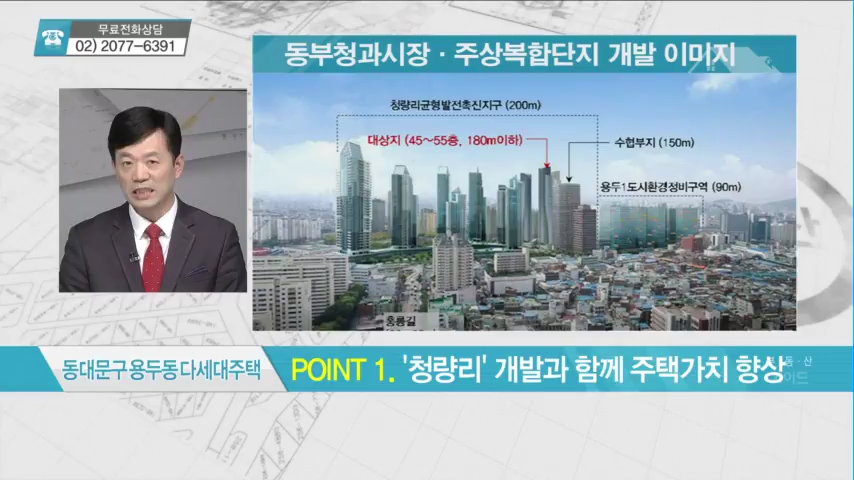 무료전화상담
02) 2077-6391
동부청과시장 · 주상복합단지 개발 이미지
청량리균형발전촉진지구 (200m)
대상지 (45~55층, 180m이하)
수협부지 (150m)
용두1도시환경정비구역 (90m)
홍릉길
동대문구 용두동 다세대주택
POINT 1. '청량리' 개발과 함께 주택가치 향상